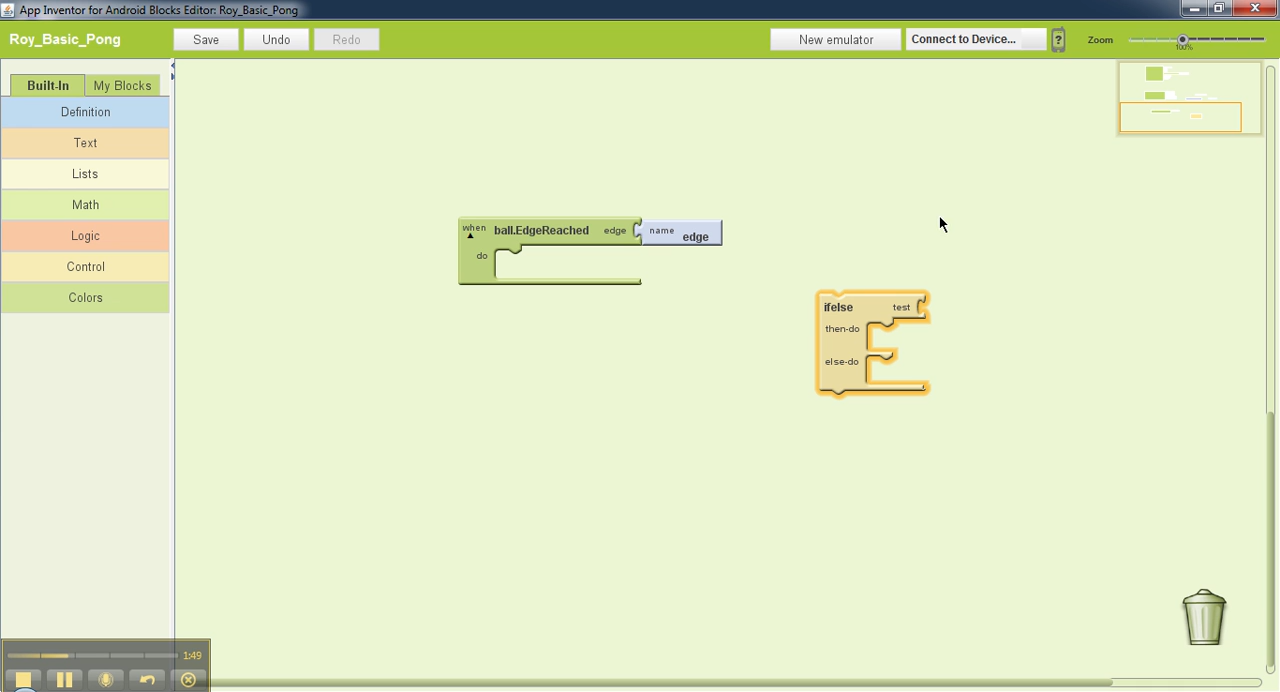 App Inventor for Android Blocks Editor: Roy_Basic_Pong
Roy_Basic_Pong
Save
Undo
Redo
New emulator
Connect to Device...
?
Zoom
100%
Built-In
My Blocks
Definition
Text
Lists
Math
Logic
Control
Colors
when ball.EdgeReached edge name edge
do
ifelse test
then-do
else-do
1:49